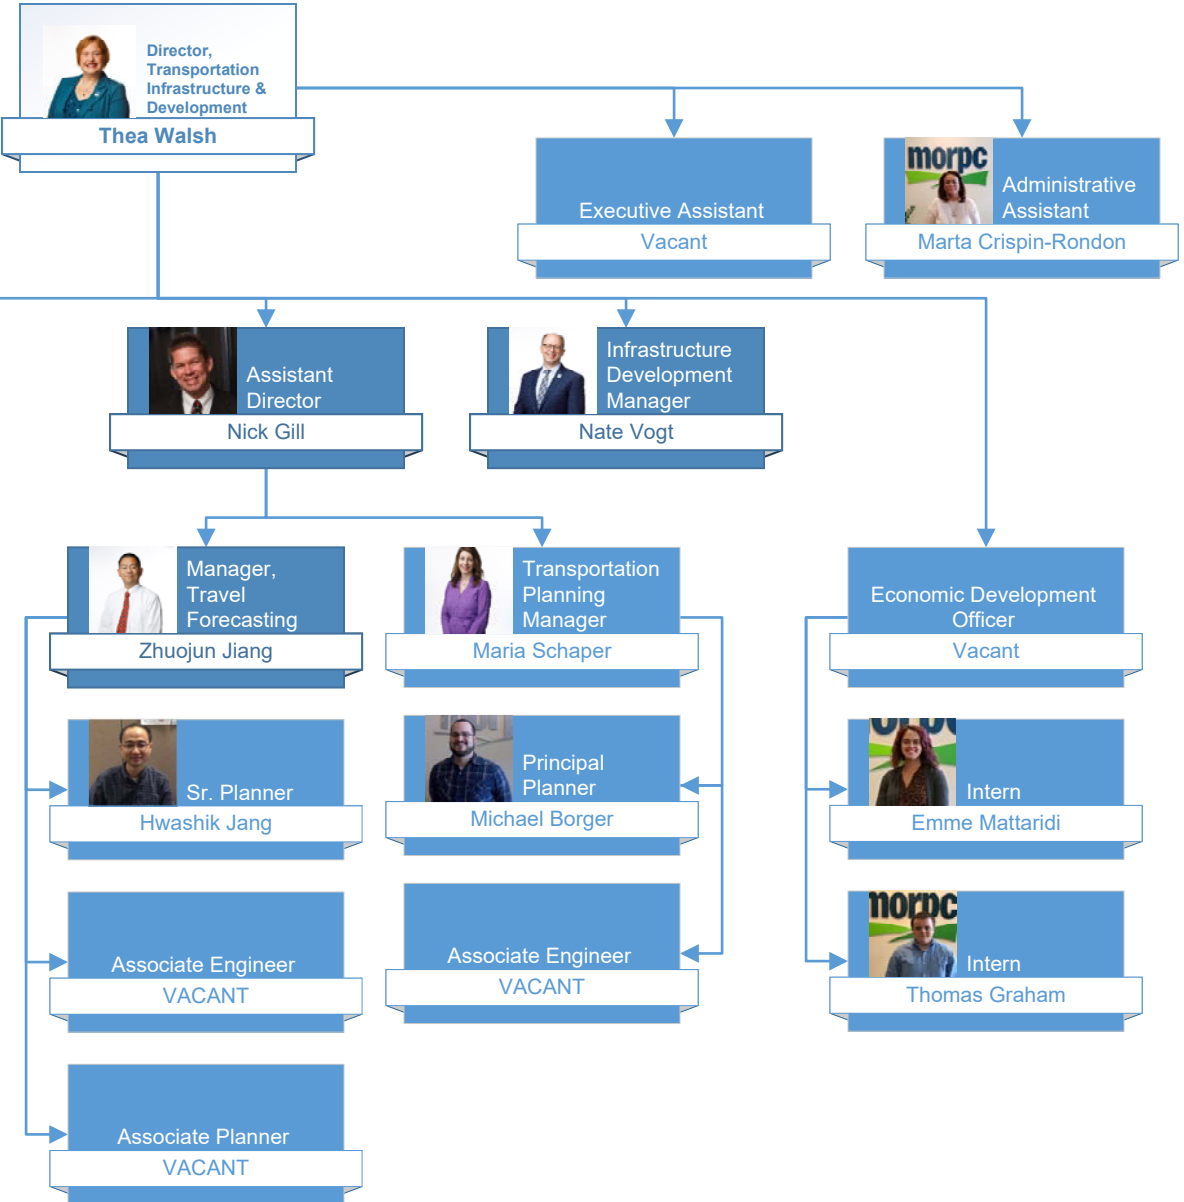 Director,
Transportation
Infrastructure &
Development
Thea Walsh
Executive Assistant
Vacant
morpc
Administrative
Assistant
Marta Crispin-Rondon
Assistant
Director
Nick Gill
Infrastructure
Development
Manager
Nate Vogt
Manager,
Travel
Forecasting
Zhuojun Jiang
Transportation
Planning
Manager
Maria Schaper
Economic Development
Officer
Vacant
Sr. Planner
Hwashik Jang
Principal
Planner
Michael Borger
Intern
Emme Mattaridi
Associate Engineer
VACANT
Associate Engineer
VACANT
morpc
Intern
Thomas Graham
Associate Planner
VACANT